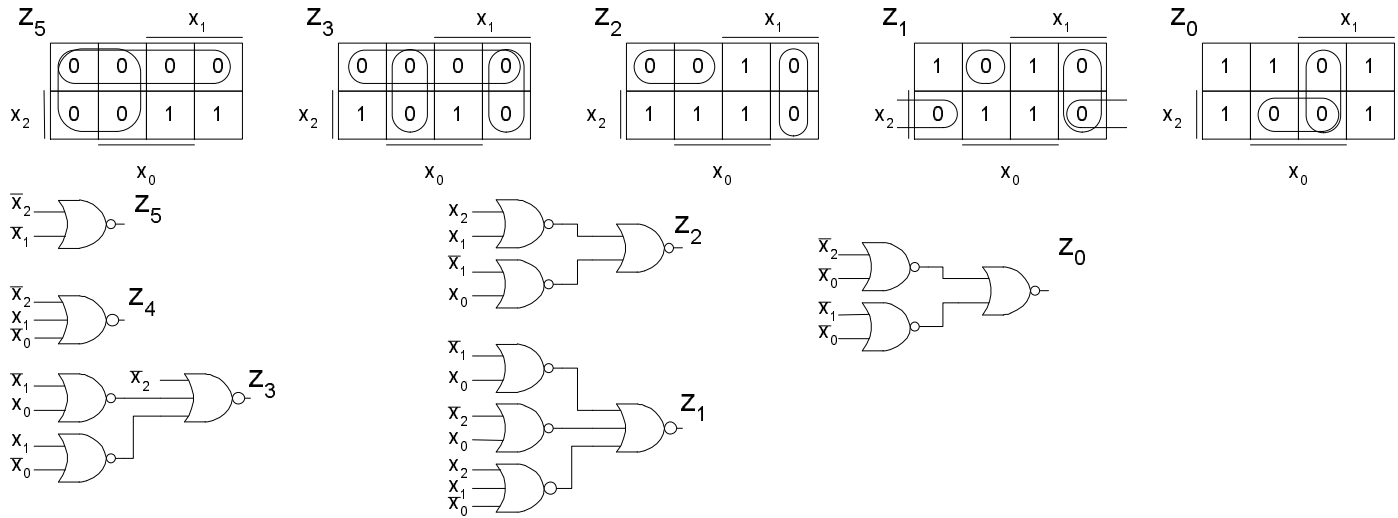 Z₅ x₁
0 0 0 0
x₂ 0 0 1 1
x₀
Z₃ x₁
0 0 0 0
x₂ 1 0 1 0
x₀
Z₂ x₁
0 0 1 0
x₂ 1 1 1 0
x₀
Z₁ x₁
1 0 1 0
x₂ 0 1 1 0
x₀
Z₀ x₁
1 1 0 1
x₂ 1 0 0 1
x₀
x̄₂
x̄₁
Z₅
x̄₂
x₁
x̄₀
Z₄
x̄₁
x₀
x₁
x̄₀
x̄₂
Z₃
x₂
x₁
x̄₁
x₀
Z₂
x̄₁
x₀
x̄₂
x₀
x₂
x₁
x̄₀
Z₁
x̄₂
x̄₀
x̄₁
x̄₀
Z₀